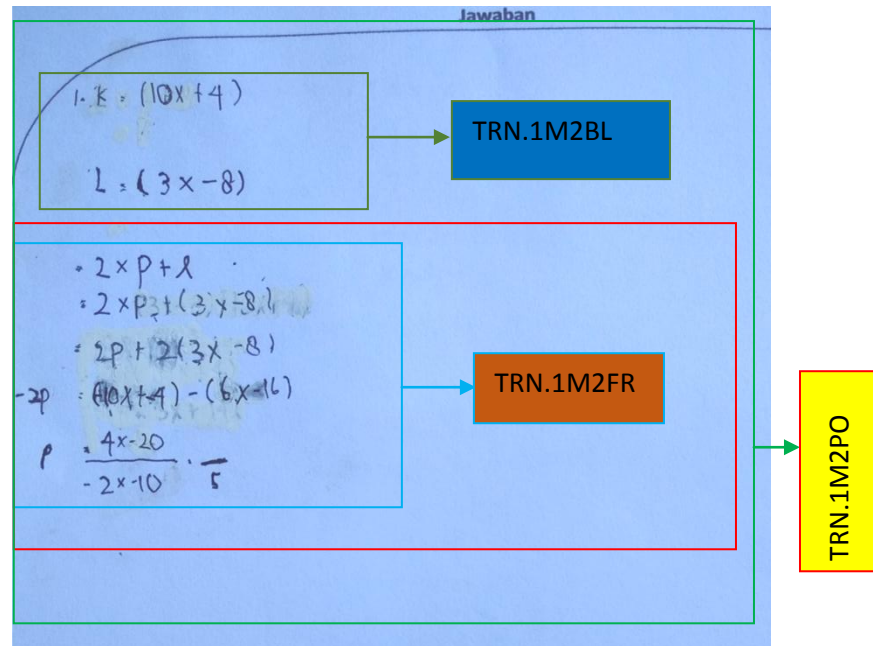 Jawaban
1. K = (10x + 4)
L = (3x - 8)
TRN.1M2BL
= 2 × p + l
= 2 × p + (3x - 8)
= 2p + 2(3x - 8)
-2p = (10x + 4) - (6x - 16)
p = 4x - 20
- 2x - 10
5
TRN.1M2FR
TRN.1M2PO